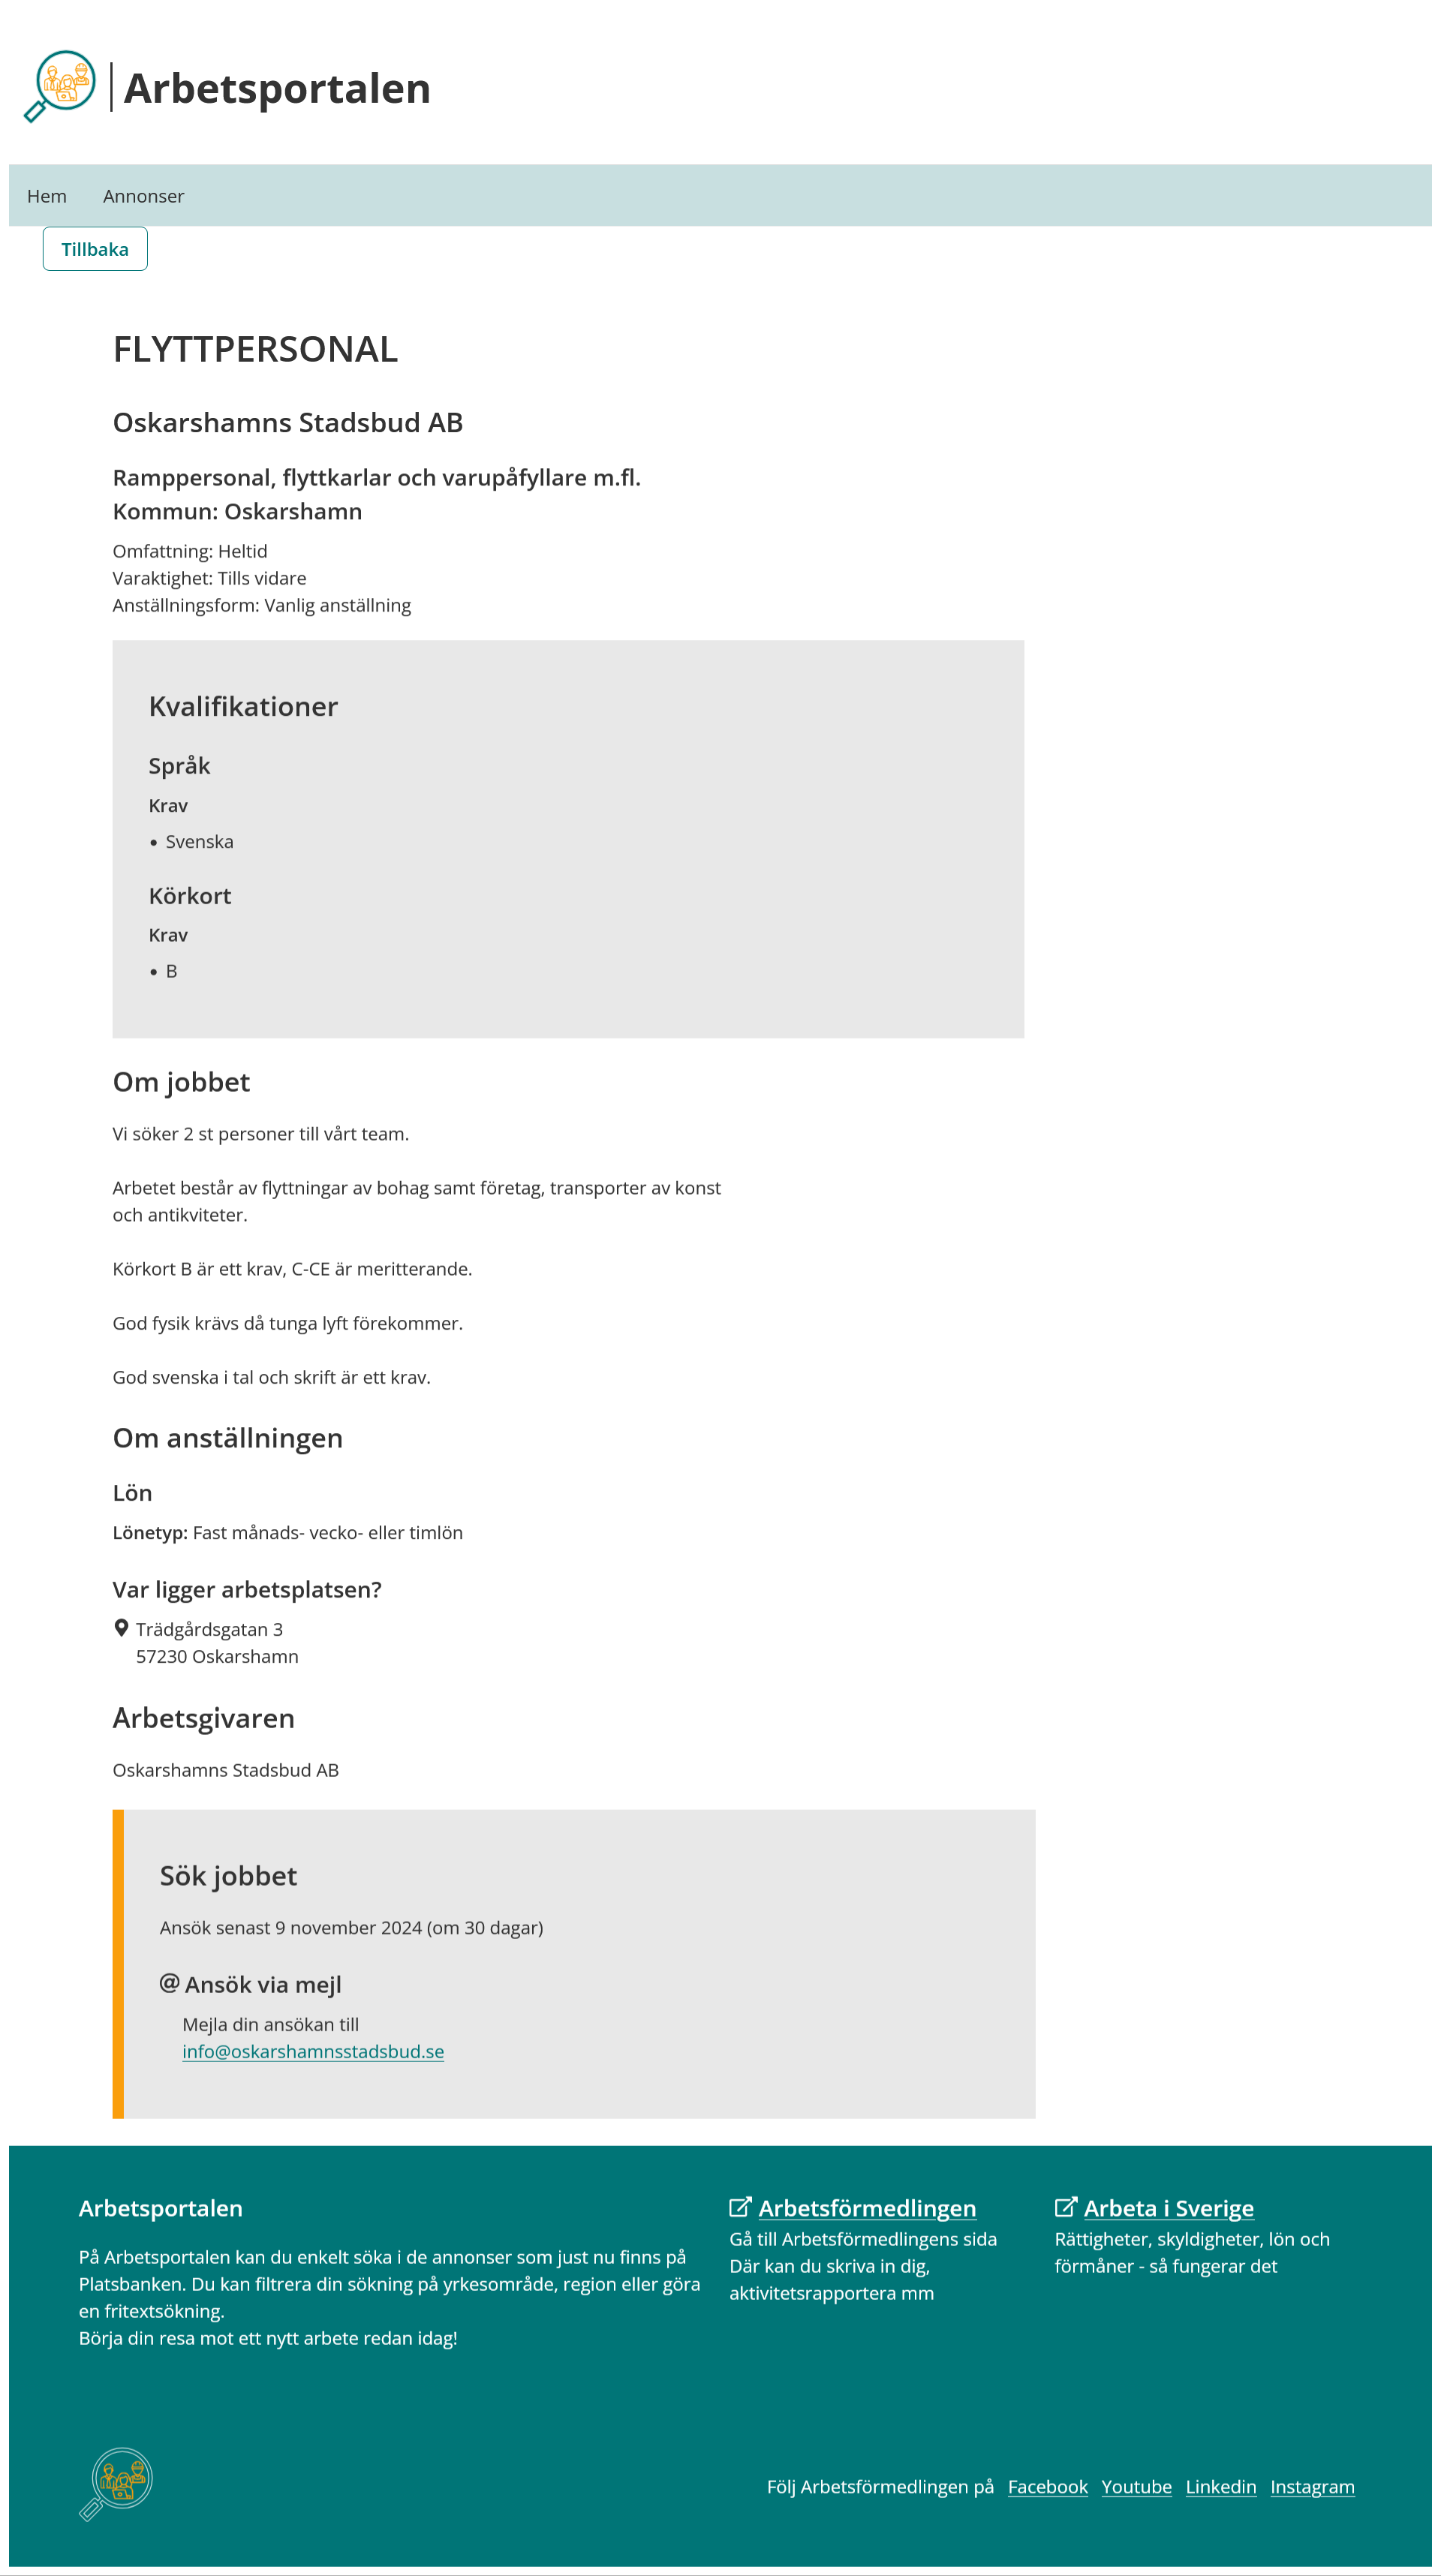 Arbetsportalen
Hem Annonser
Tillbaka
FLYTTPERSONAL
Oskarshamns Stadsbud AB
Ramppersonal, flyttkarlar och varupåfyllare m.fl.
Kommun: Oskarshamn
Omfattning: Heltid
Varaktighet: Tills vidare
Anställningsform: Vanlig anställning
Kvalifikationer
Språk
Krav
• Svenska
Körkort
Krav
• B
Om jobbet
Vi söker 2 st personer till vårt team.
Arbetet består av flyttningar av bohag samt företag, transporter av konst
och antikviteter.
Körkort B är ett krav, C-CE är meritterande.
God fysik krävs då tunga lyft förekommer.
God svenska i tal och skrift är ett krav.
Om anställningen
Lön
Lönetyp: Fast månads- vecko- eller timlön
Var ligger arbetsplatsen?
Trädgårdsgatan 3
57230 Oskarshamn
Arbetsgivaren
Oskarshamns Stadsbud AB
Sök jobbet
Ansök senast 9 november 2024 (om 30 dagar)
@ Ansök via mejl
Mejla din ansökan till
info@oskarshamnsstadsbud.se
Arbetsportalen
På Arbetsportalen kan du enkelt söka i de annonser som just nu finns på
Platsbanken. Du kan filtrera din sökning på yrkesområde, region eller göra
en fritextsökning.
Börja din resa mot ett nytt arbete redan idag!
Arbetsförmedlingen
Gå till Arbetsförmedlingens sida
Där kan du skriva in dig,
aktivitetsrapportera mm
Arbeta i Sverige
Rättigheter, skyldigheter, lön och
förmåner - så fungerar det
Följ Arbetsförmedlingen på Facebook Youtube Linkedin Instagram